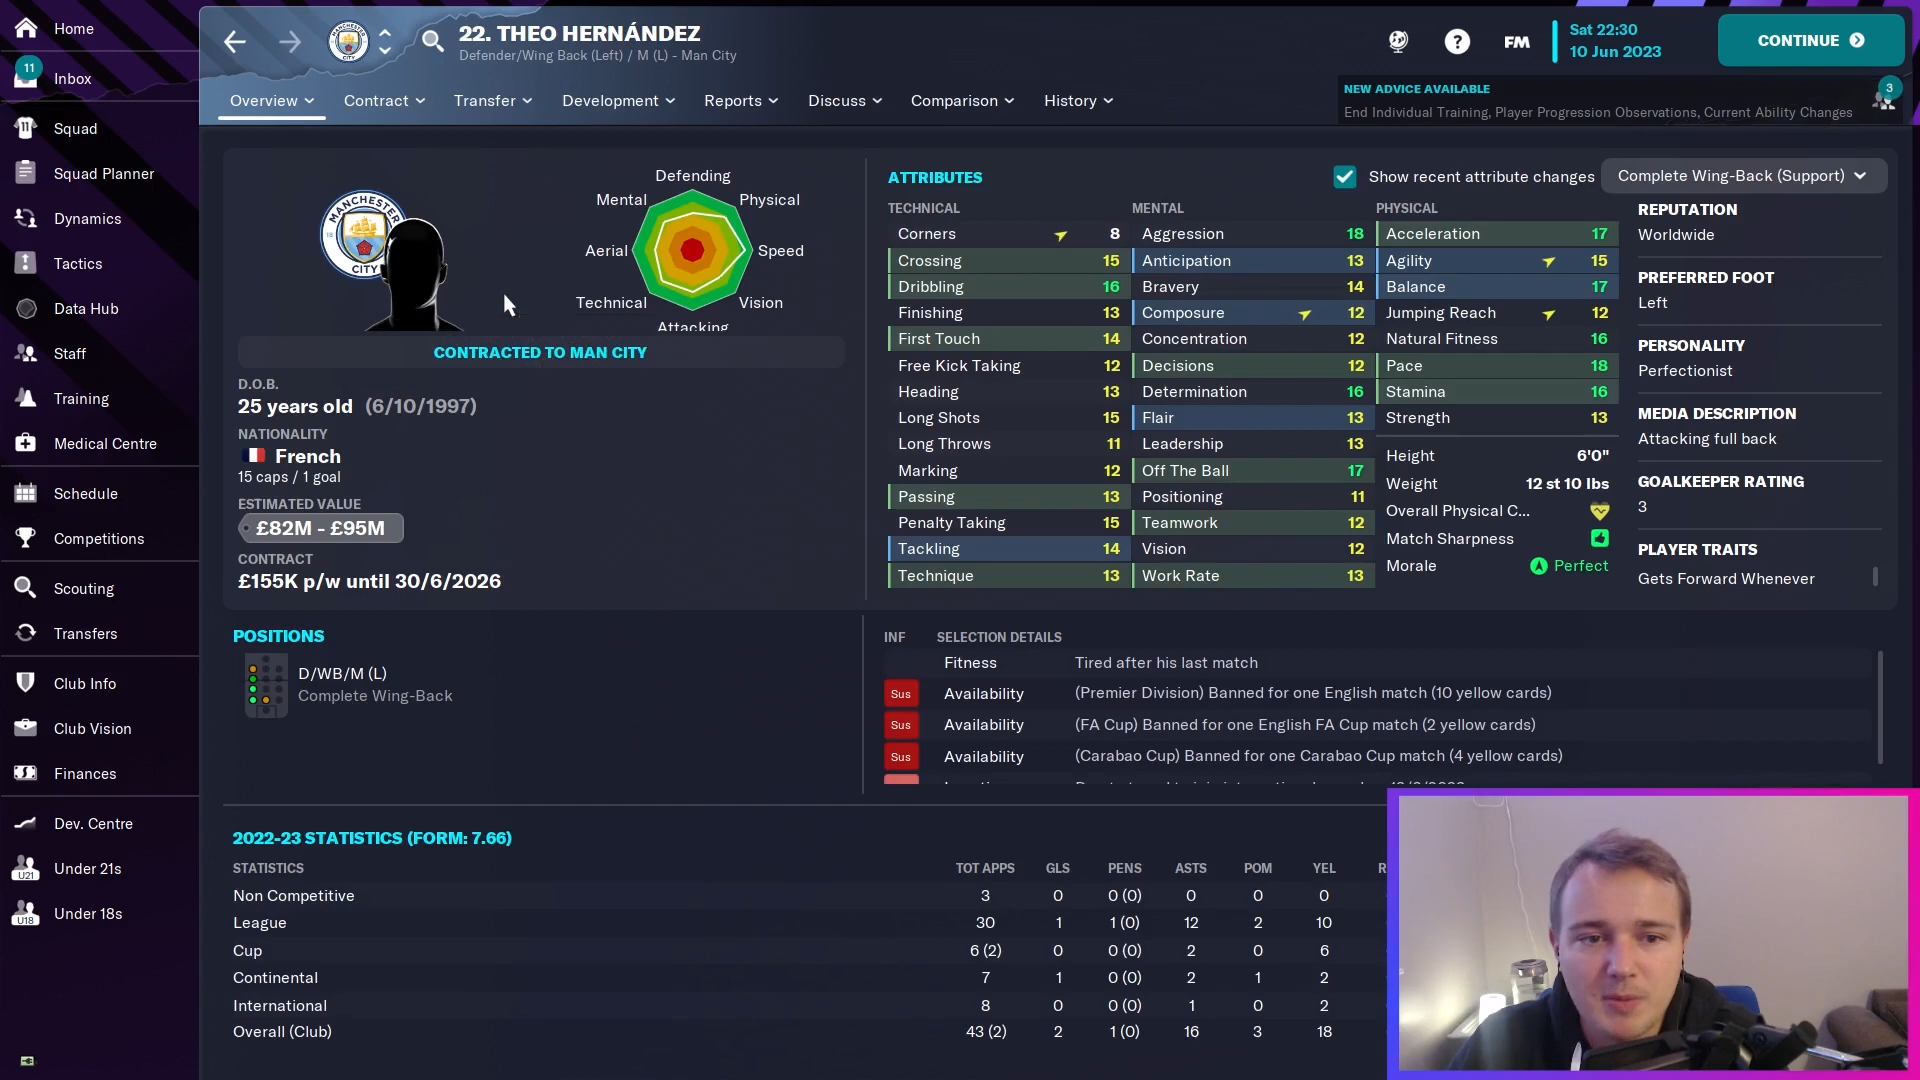 Home
11
Inbox
Squad
Squad Planner
Dynamics
Tactics
Data Hub
Staff
Training
Medical Centre
Schedule
Competitions
Scouting
Transfers
Club Info
Club Vision
Finances
Dev. Centre
U21 Under 21s
U18 Under 18s
22. THEO HERNÁNDEZ
Defender/Wing Back (Left) / M (L) - Man City
FM
Sat 22:30
10 Jun 2023
CONTINUE
Overview Contract Transfer Development Reports Discuss Comparison History
NEW ADVICE AVAILABLE 3
End Individual Training, Player Progression Observations, Current Ability Changes
MANCHESTER
18
CITY
Defending
Mental Physical
Aerial Speed
Technical Vision
Attacking
CONTRACTED TO MAN CITY
D.O.B.
25 years old (6/10/1997)
NATIONALITY
French
15 caps / 1 goal
ESTIMATED VALUE
£82M - £95M
CONTRACT
£155K p/w until 30/6/2026
ATTRIBUTES
Show recent attribute changes Complete Wing-Back (Support)
TECHNICAL MENTAL PHYSICAL
Corners 8 Aggression 18 Acceleration 17
Crossing 15 Anticipation 13 Agility 15
Dribbling 16 Bravery 14 Balance 17
Finishing 13 Composure 12 Jumping Reach 12
First Touch 14 Concentration 12 Natural Fitness 16
Free Kick Taking 12 Decisions 12 Pace 18
Heading 13 Determination 16 Stamina 16
Long Shots 15 Flair 13 Strength 13
Long Throws 11 Leadership 13
Marking 12 Off The Ball 17
Passing 13 Positioning 11
Penalty Taking 15 Teamwork 12
Tackling 14 Vision 12
Technique 13 Work Rate 13
Height 6'0"
Weight 12 st 10 lbs
Overall Physical C...
Match Sharpness
Morale Perfect
REPUTATION
Worldwide
PREFERRED FOOT
Left
PERSONALITY
Perfectionist
MEDIA DESCRIPTION
Attacking full back
GOALKEEPER RATING
3
PLAYER TRAITS
Gets Forward Whenever
POSITIONS
D/WB/M (L)
Complete Wing-Back
INF SELECTION DETAILS
Fitness Tired after his last match
Sus Availability (Premier Division) Banned for one English match (10 yellow cards)
Sus Availability (FA Cup) Banned for one English FA Cup match (2 yellow cards)
Sus Availability (Carabao Cup) Banned for one Carabao Cup match (4 yellow cards)
2022-23 STATISTICS (FORM: 7.66)
STATISTICS TOT APPS GLS PENS ASTS POM YEL
Non Competitive 3 0 0 (0) 0 0 0
League 30 1 1 (0) 12 2 10
Cup 6 (2) 0 0 (0) 2 0 6
Continental 7 1 0 (0) 2 1 2
International 8 0 0 (0) 1 0 2
Overall (Club) 43 (2) 2 1 (0) 16 3 18